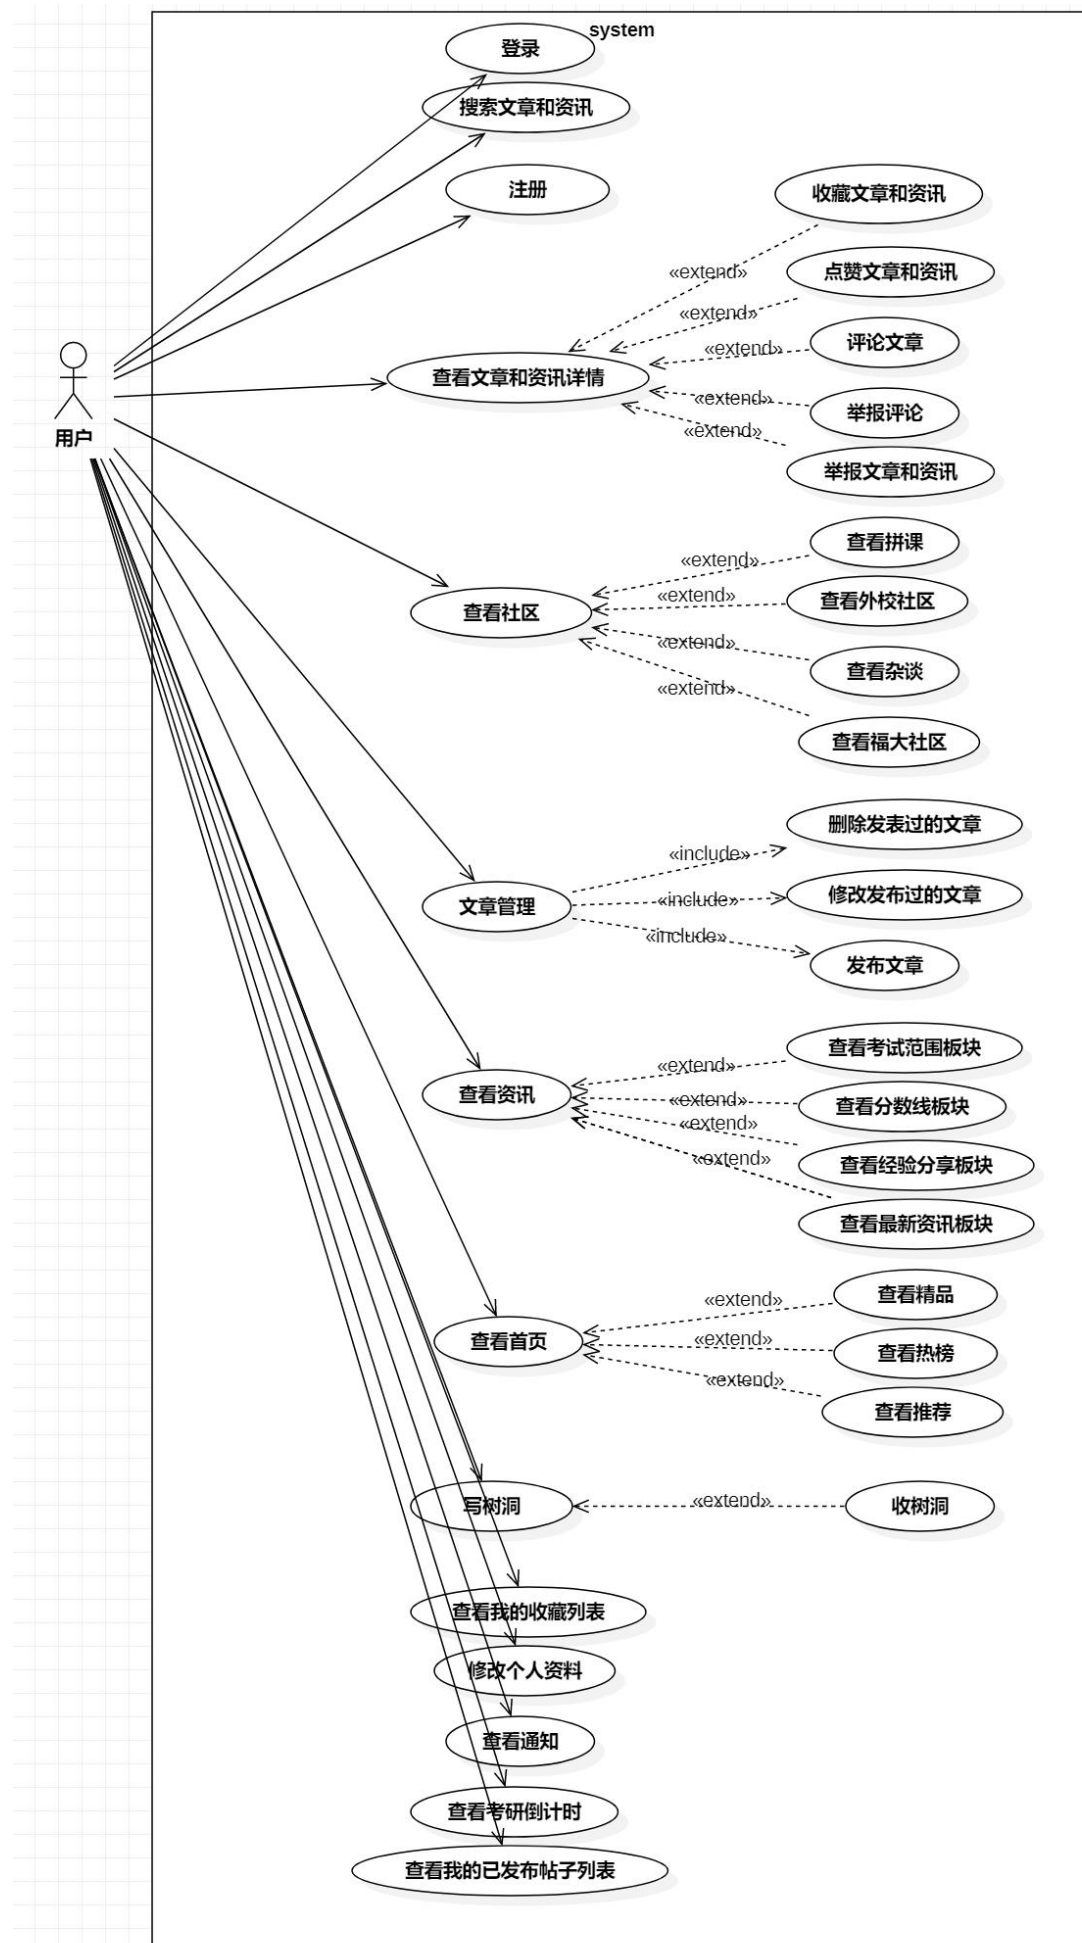 system
登录
搜索文章和资讯
注册
收藏文章和资讯
«extend»
点赞文章和资讯
«extend»
评论文章
«extend»
查看文章和资讯详情
«extend»
举报评论
«extend»
举报文章和资讯
用户
查看拼课
«extend»
查看外校社区
«extend»
查看社区
«extend»
查看杂谈
«extend»
查看福大社区
删除发表过的文章
«include»
文章管理
«include»
修改发布过的文章
«include»
发布文章
查看考试范围板块
«extend»
查看资讯
«extend»
查看分数线板块
«extend»
查看经验分享板块
«extend»
查看最新资讯板块
查看精品
«extend»
查看首页
«extend»
查看热榜
«extend»
查看推荐
写树洞
«extend»
收树洞
查看我的收藏列表
修改个人资料
查看通知
查看考研倒计时
查看我的已发布帖子列表